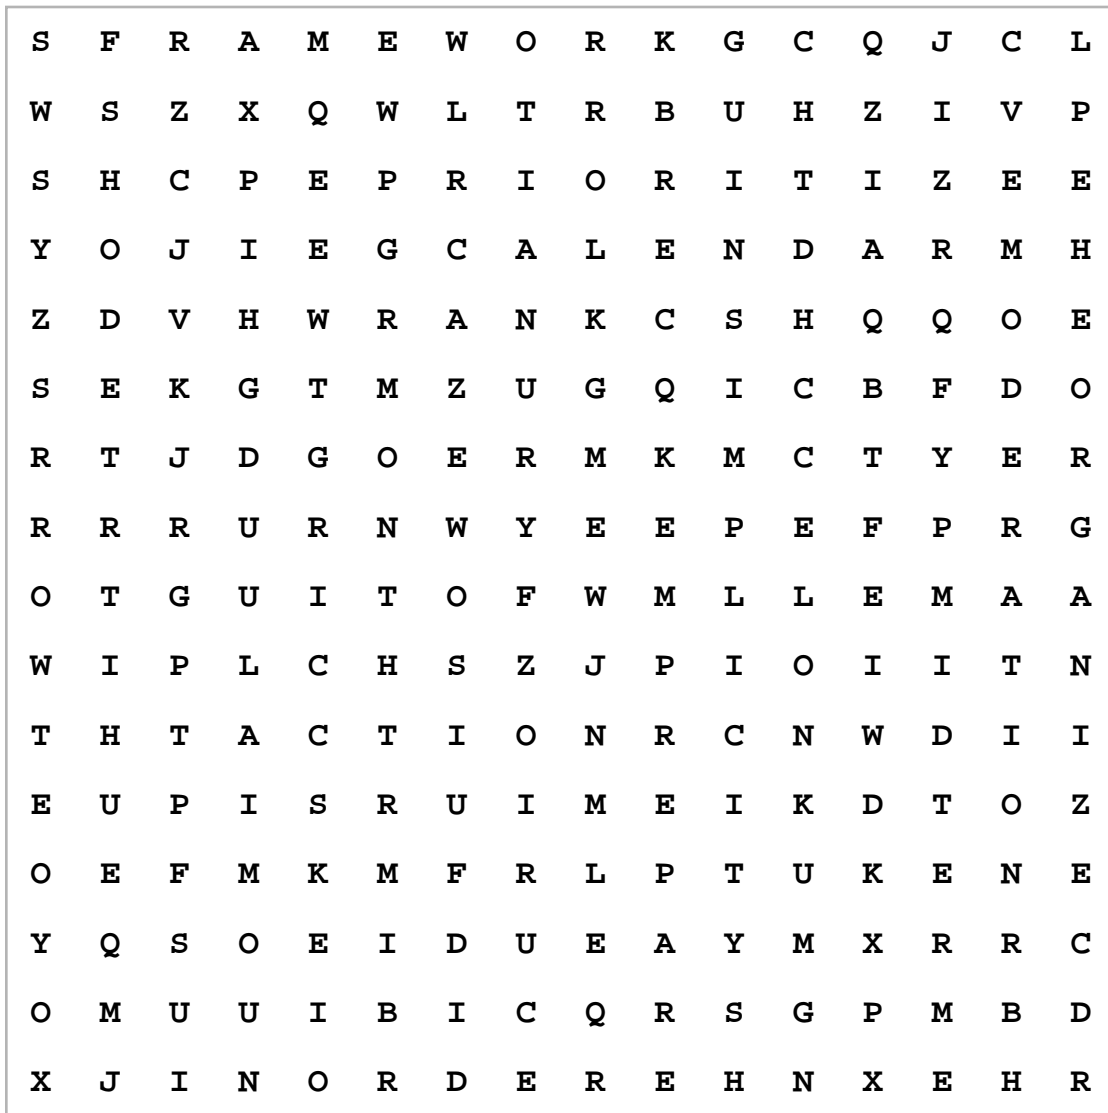 S F R A M E W O R K G C Q J C L
W S Z X Q W L T R B U H Z I V P
S H C P E P R I O R I T I Z E E
Y O J I E G C A L E N D A R M H
Z D V H W R A N K C S H Q Q O E
S E K G T M Z U G Q I C B F D O
R T J D G O E R M K M C T Y E R
R R R U R N W Y E E P E F P R G
O T G U I T O F W M L L E M A A
W I P L C H S Z J P I O I I T N
T H T A C T I O N R C N W D I I
E U P I S R U I M E I K D T O Z
O E F M K M F R L P T U K E N E
Y Q S O E I D U E A Y M X R R C
O M U U I B I C Q R S G P M B D
X J I N O R D E R E H N X E H R